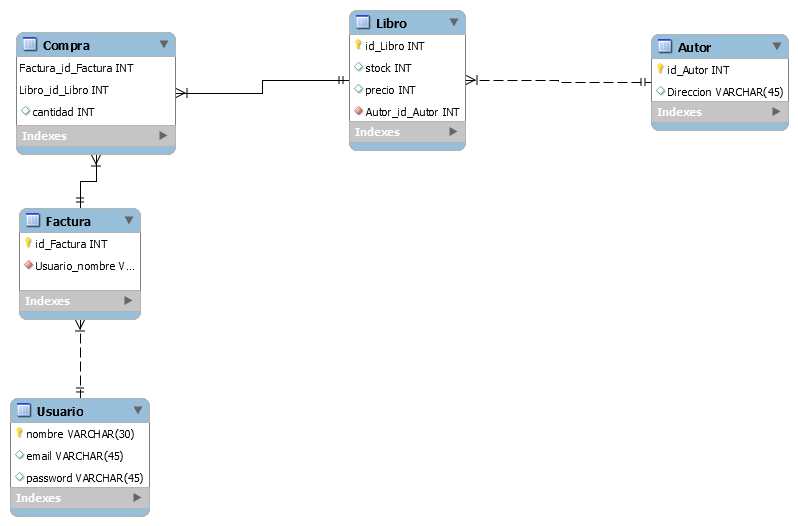 Compra
Factura_id_Factura INT
Libro_id_Libro INT
cantidad INT
Indexes
Libro
id_Libro INT
stock INT
precio INT
Autor_id_Autor INT
Indexes
Autor
id_Autor INT
Direccion VARCHAR(45)
Indexes
Factura
id_Factura INT
Usuario_nombre V...
Indexes
Usuario
nombre VARCHAR(30)
email VARCHAR(45)
password VARCHAR(45)
Indexes